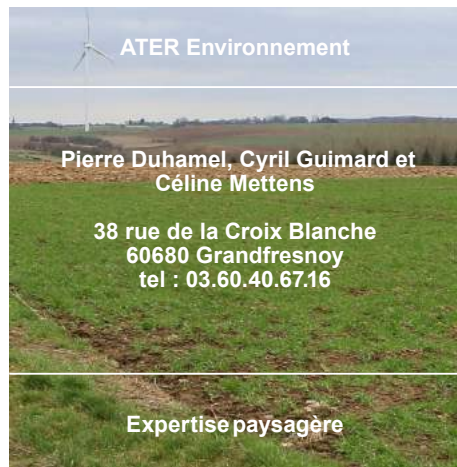 ATER Environnement
Pierre Duhamel, Cyril Guimard et
Céline Mettens
38 rue de la Croix Blanche
60680 Grandfresnoy
tel : 03.60.40.67.16
Expertise paysagère